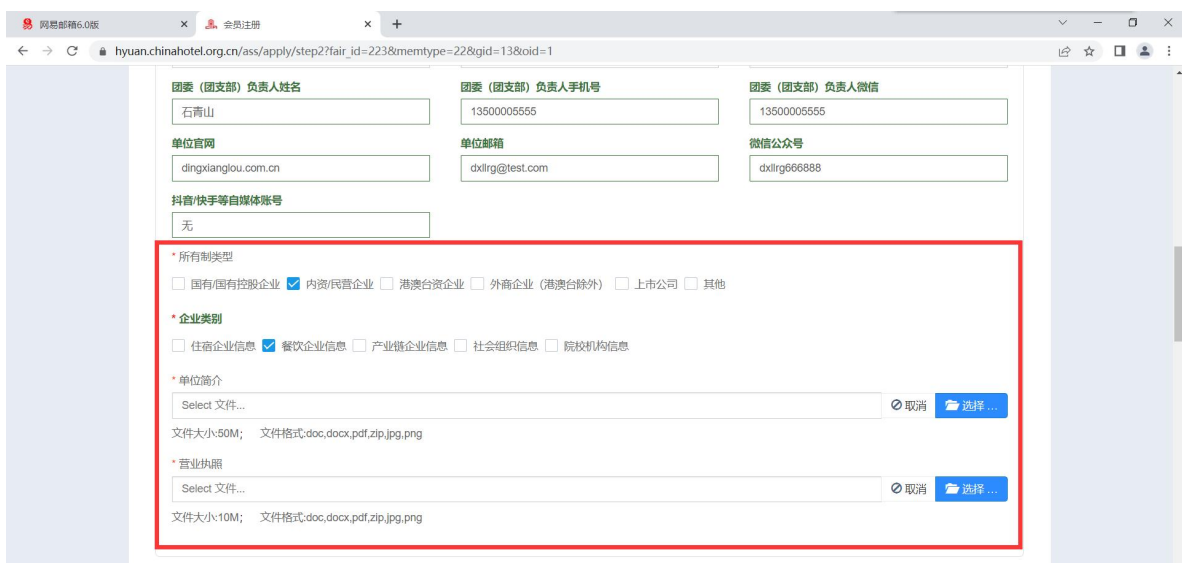 网易邮箱6.0版
会员注册
hyuan.chinahotel.org.cn/ass/apply/step2?fair_id=223&memtype=22&gid=13&oid=1
团委（团支部）负责人姓名 团委（团支部）负责人手机号 团委（团支部）负责人微信
石青山 13500005555 13500005555
单位官网 单位邮箱 微信公众号
dingxianglou.com.cn dxllrg@test.com dxllrg666888
抖音/快手等自媒体账号
无
* 所有制类型
国有/国有控股企业 内资/民营企业 港澳台资企业 外商企业（港澳台除外） 上市公司 其他
* 企业类别
住宿企业信息 餐饮企业信息 产业链企业信息 社会组织信息 院校机构信息
* 单位简介
Select 文件... 取消 选择 ...
文件大小:50M; 文件格式:doc,docx,pdf,zip,jpg,png
* 营业执照
Select 文件... 取消 选择 ...
文件大小:10M; 文件格式:doc,docx,pdf,zip,jpg,png